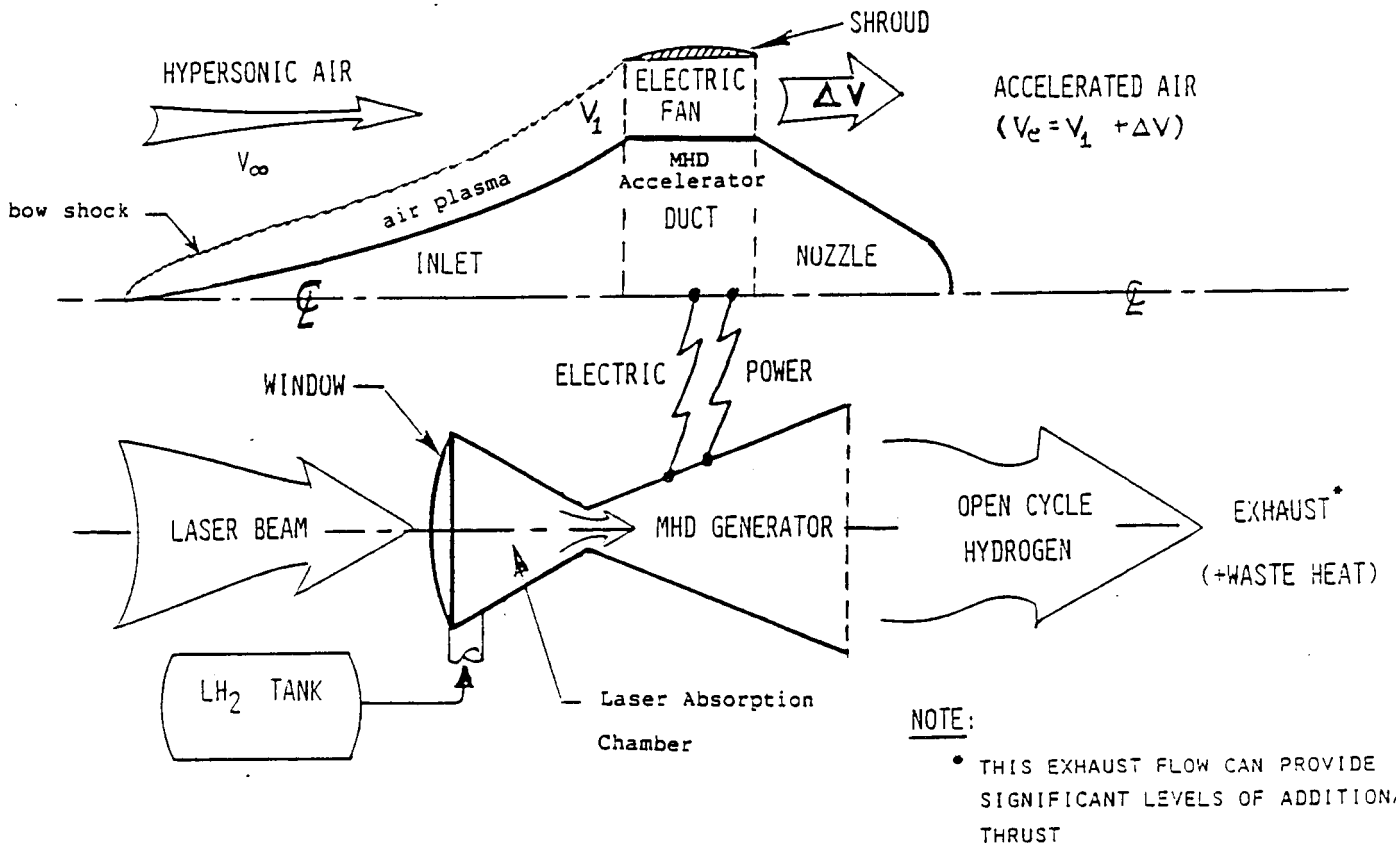 SHROUD
HYPERSONIC AIR
V∞
ELECTRIC
FAN
V1
ΔV
ACCELERATED AIR
(Ve = V1 + ΔV)
bow shock
air plasma
MHD
Accelerator
DUCT
INLET
NOZZLE
℄
℄
ELECTRIC POWER
WINDOW
LASER BEAM
MHD GENERATOR
OPEN CYCLE
HYDROGEN
EXHAUST*
(+WASTE HEAT)
LH2 TANK
Laser Absorption
Chamber
NOTE:
• THIS EXHAUST FLOW CAN PROVIDE
SIGNIFICANT LEVELS OF ADDITION
THRUST